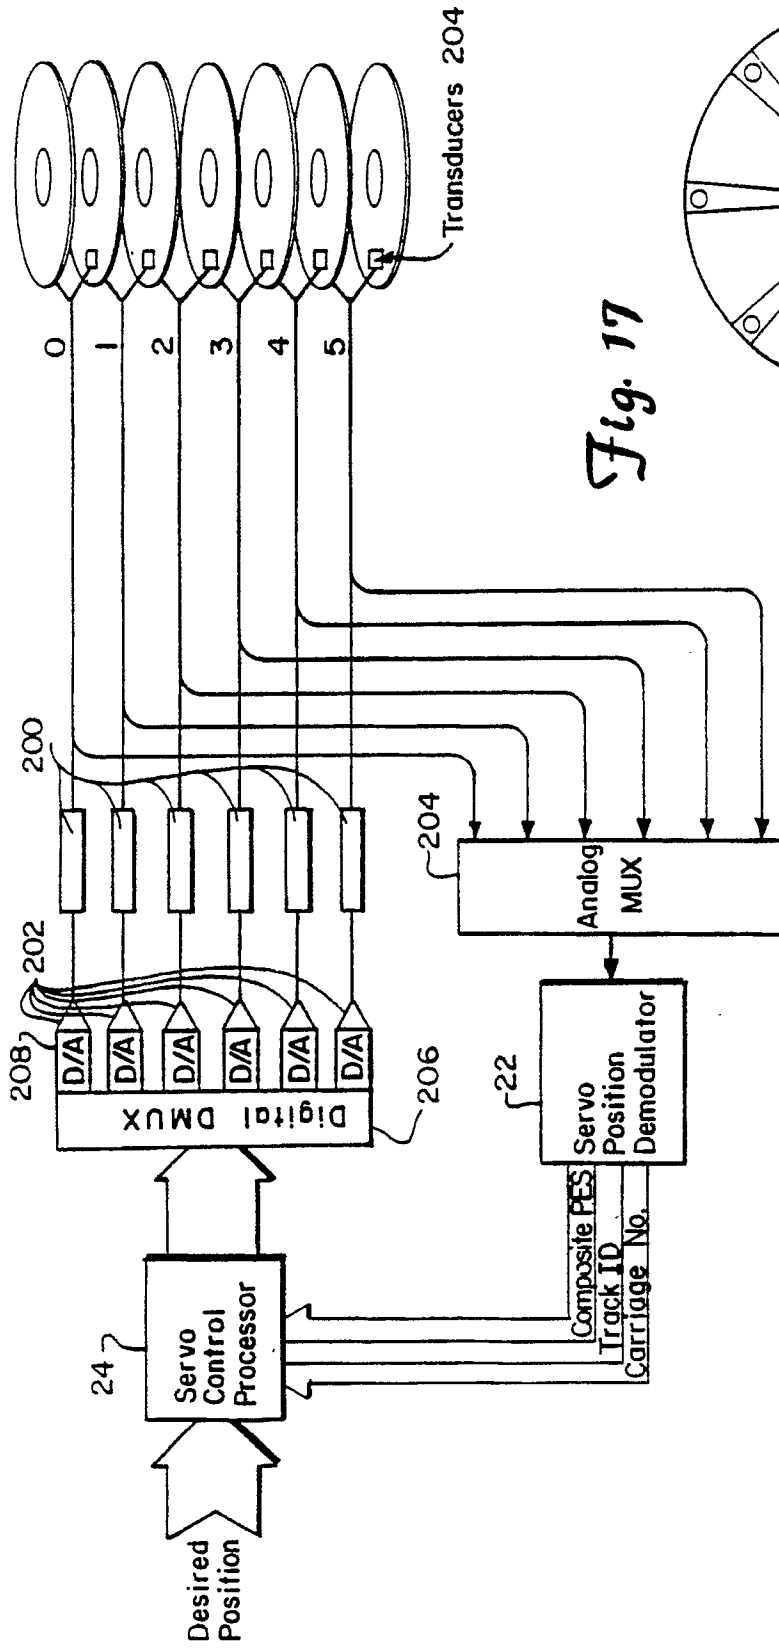 Desired
Position
24
Servo
Control
Processor
208
202
200
D/A
D/A
D/A
D/A
D/A
D/A
Digital DMUX
206
0
1
2
3
4
5
Transducers 204
204
Analog
MUX
22
Servo
Position
Demodulator
Composite PES
Track ID
Carriage No.
Fig. 17